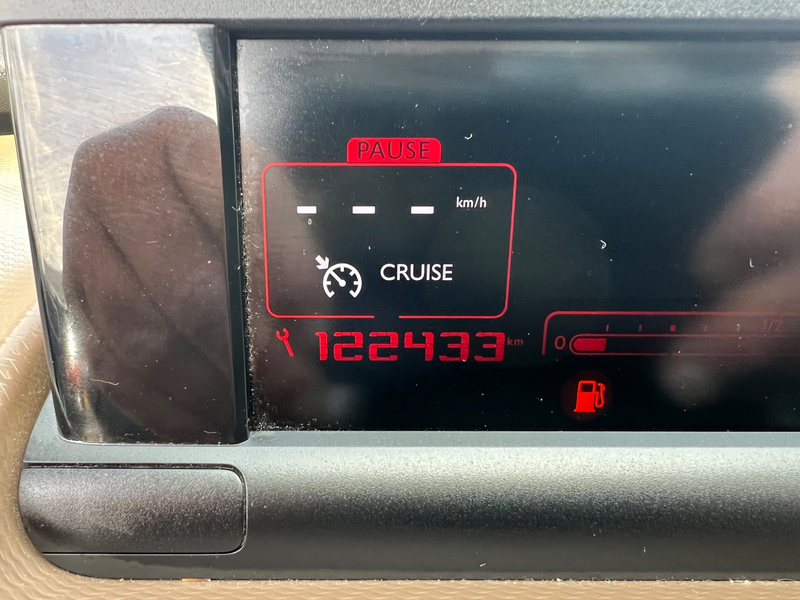 PAUSE
--- km/h
CRUISE
122433 km
1/2
0